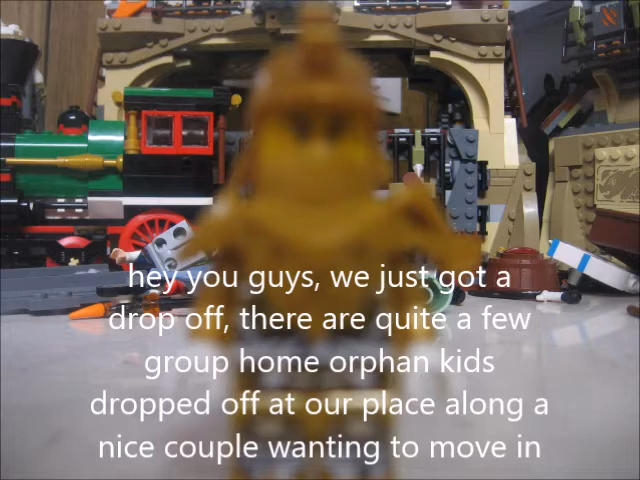 hey you guys, we just got a
drop off, there are quite a few
group home orphan kids
dropped off at our place along a
nice couple wanting to move in